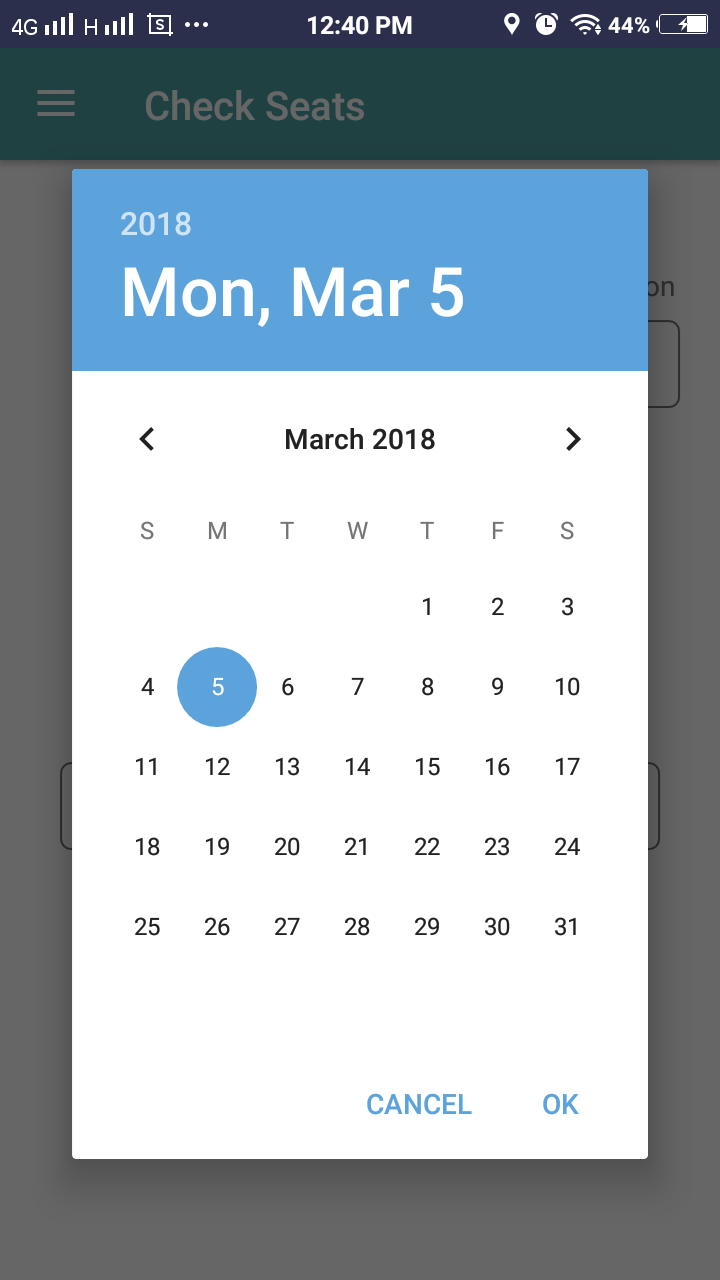 4G H S 12:40 PM 44%
Check Seats
2018
Mon, Mar 5
on
March 2018
S M T W T F S
1 2 3
4 5 6 7 8 9 10
11 12 13 14 15 16 17
18 19 20 21 22 23 24
25 26 27 28 29 30 31
CANCEL OK